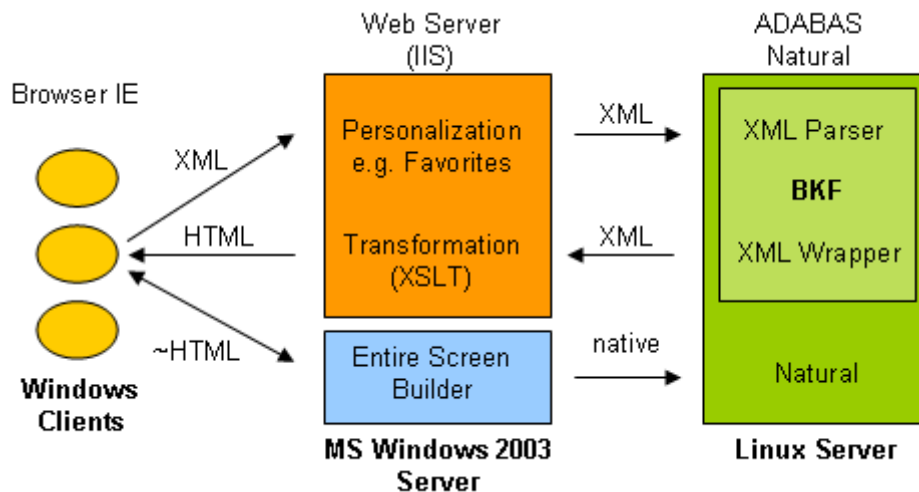 Web Server
(IIS)
ADABAS
Natural
Browser IE
XML
HTML
~HTML
Windows
Clients
Personalization
e.g. Favorites
Transformation
(XSLT)
Entire Screen
Builder
MS Windows 2003
Server
XML
XML
native
XML Parser
BKF
XML Wrapper
Natural
Linux Server